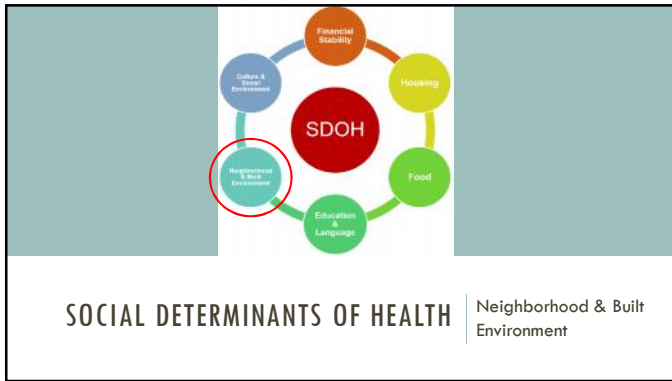 Financial
Stability
Culture &
Social
Environment
Housing
SDOH
Neighborhood
& Built
Environment
Food
Education
&
Language
SOCIAL DETERMINANTS OF HEALTH
Neighborhood & Built
Environment